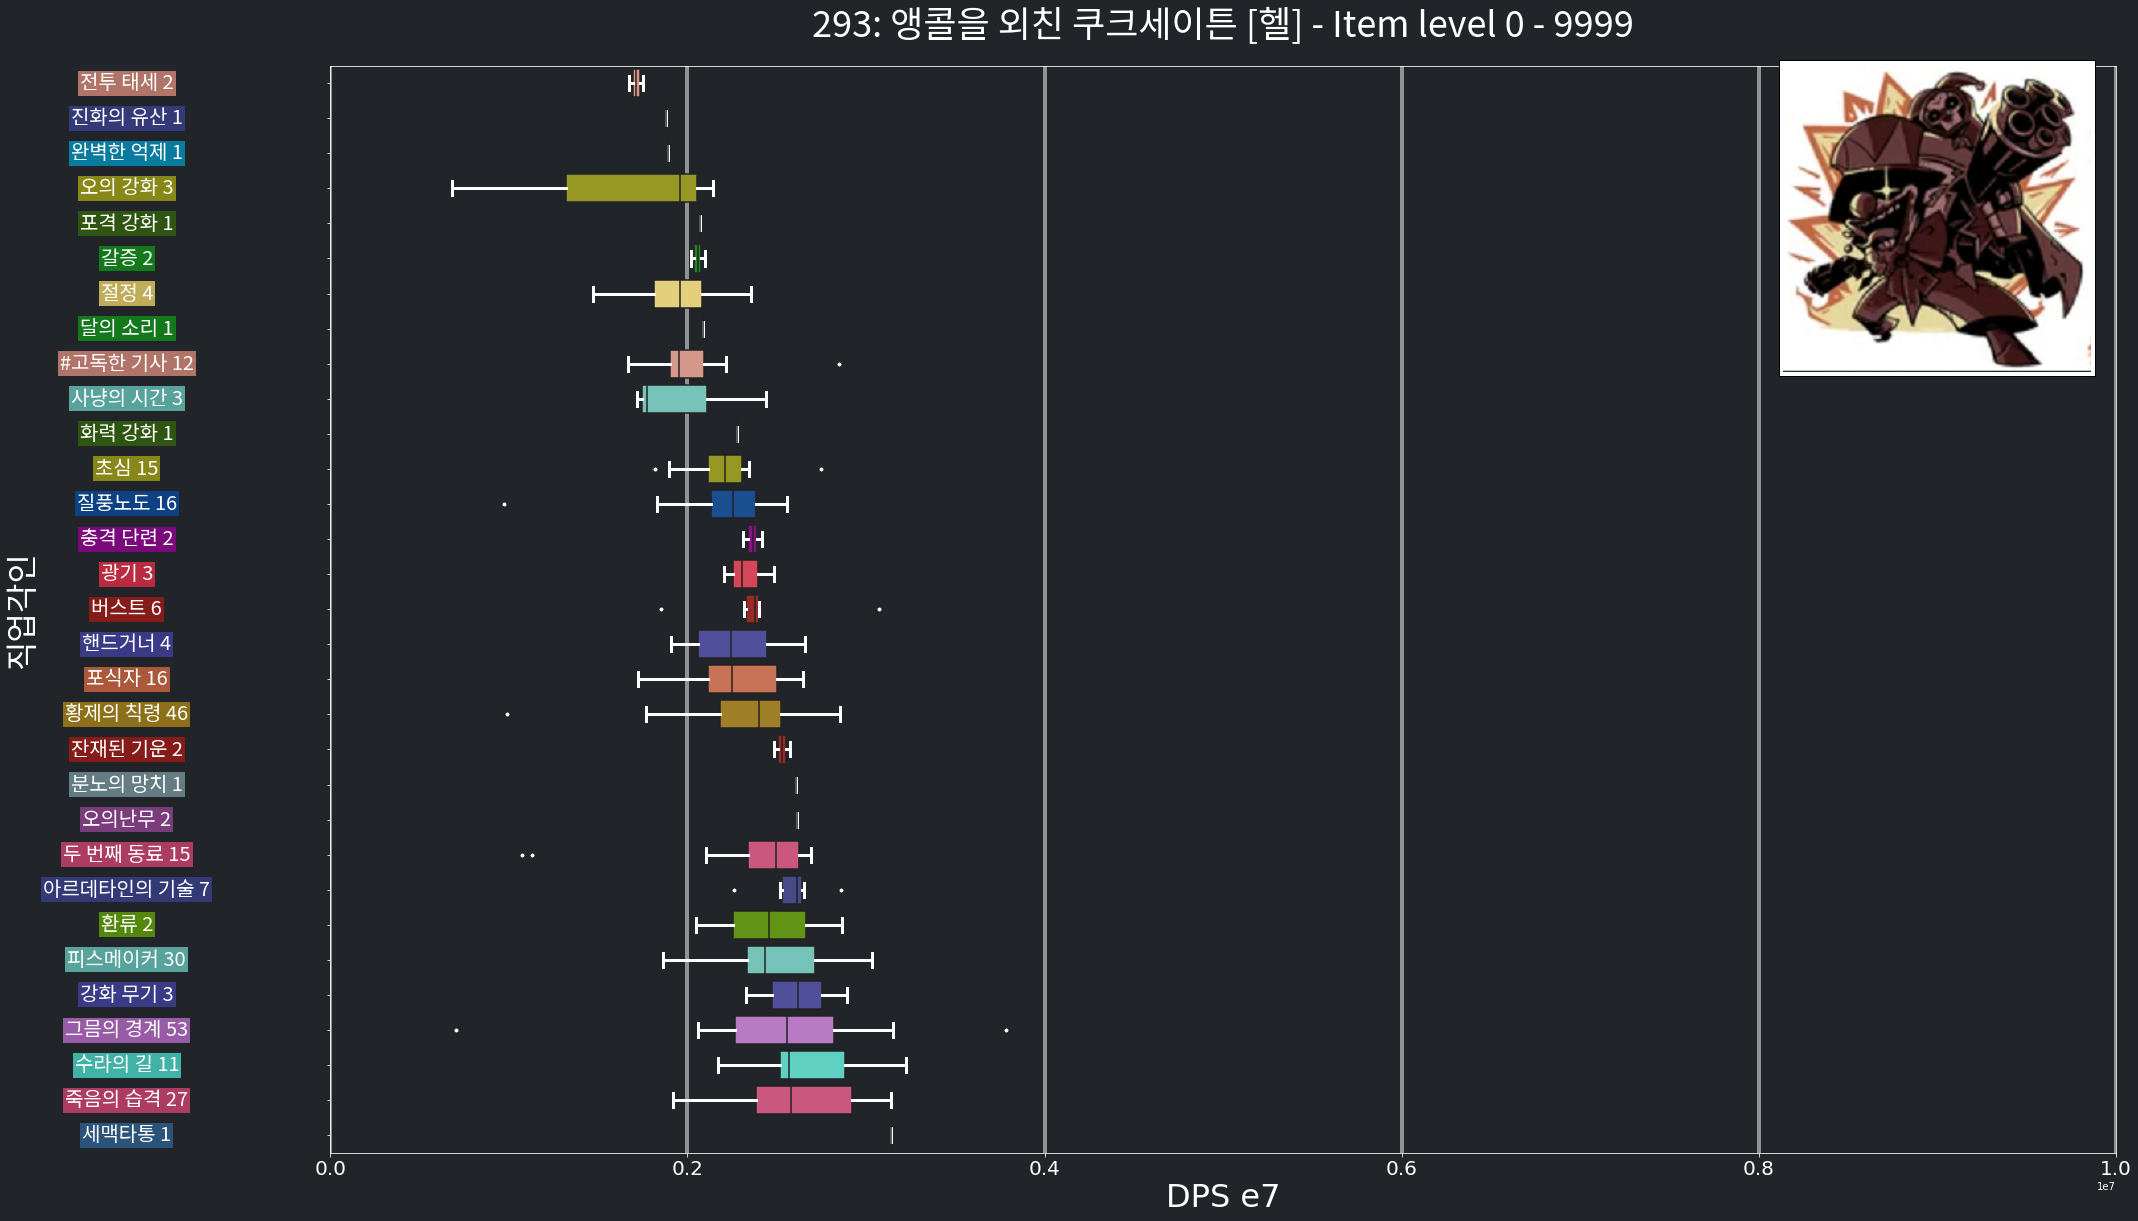 293: 앵콜을 외친 쿠크세이튼 [헬] - Item level 0 - 9999
직업각인
전투 태세 2
진화의 유산 1
완벽한 억제 1
오의 강화 3
포격 강화 1
갈증 2
절정 4
달의 소리 1
#고독한 기사 12
사냥의 시간 3
화력 강화 1
초심 15
질풍노도 16
충격 단련 2
광기 3
버스트 6
핸드거너 4
포식자 16
황제의 칙령 46
잔재된 기운 2
분노의 망치 1
오의난무 2
두 번째 동료 15
아르데타인의 기술 7
환류 2
피스메이커 30
강화 무기 3
그믐의 경계 53
수라의 길 11
죽음의 습격 27
세맥타통 1
0.0 0.2 0.4 0.6 0.8 1.0
1e7
DPS e7